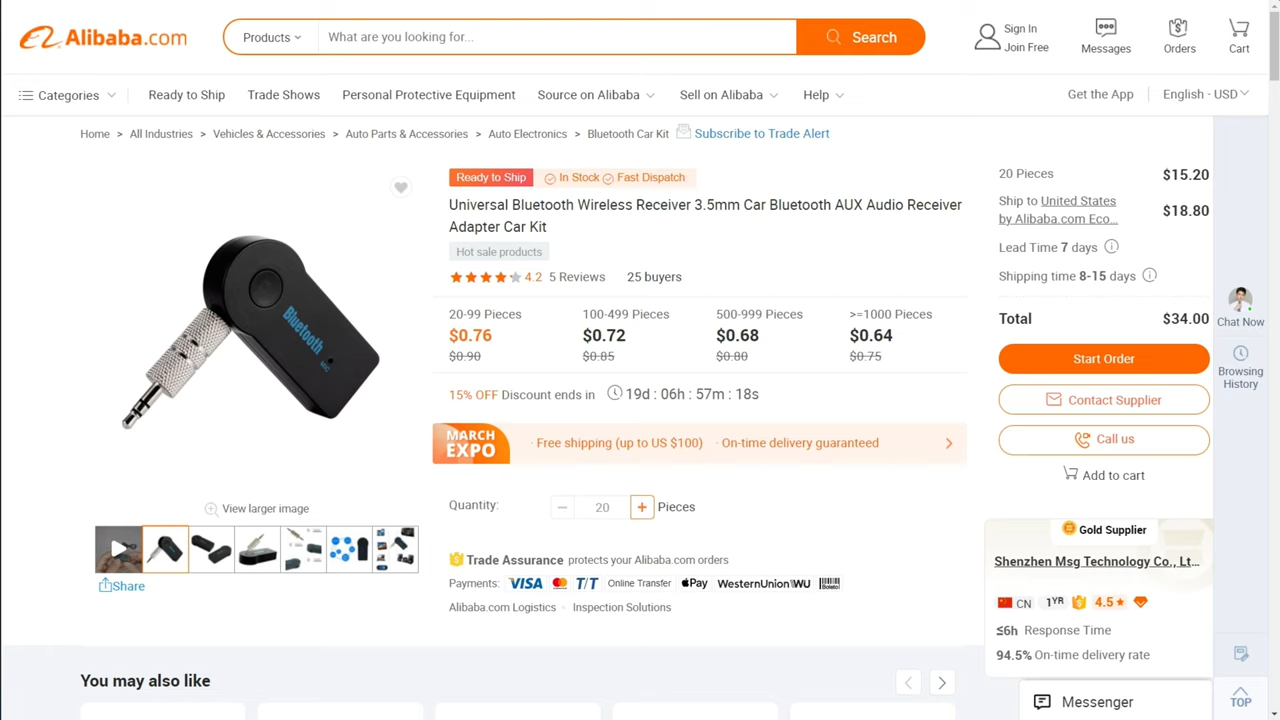 Alibaba.com
Products
What are you looking for...
Search
Sign In
Join Free
Messages
Orders
Cart
Categories
Ready to Ship
Trade Shows
Personal Protective Equipment
Source on Alibaba
Sell on Alibaba
Help
Get the App
English - USD
Home > All Industries > Vehicles & Accessories > Auto Parts & Accessories > Auto Electronics > Bluetooth Car Kit
Subscribe to Trade Alert
Bluetooth
MIC
View larger image
Share
Ready to Ship
In Stock
Fast Dispatch
Universal Bluetooth Wireless Receiver 3.5mm Car Bluetooth AUX Audio Receiver
Adapter Car Kit
Hot sale products
4.2 5 Reviews 25 buyers
20-99 Pieces 100-499 Pieces 500-999 Pieces >=1000 Pieces
$0.76 $0.72 $0.68 $0.64
$0.90 $0.85 $0.80 $0.75
15% OFF Discount ends in 19d : 06h : 57m : 18s
MARCH
EXPO
· Free shipping (up to US $100) · On-time delivery guaranteed
Quantity: − 20 + Pieces
Trade Assurance protects your Alibaba.com orders
Payments: VISA T/T Online Transfer Pay WesternUnion WU Boleto
Alibaba.com Logistics · Inspection Solutions
20 Pieces $15.20
Ship to United States
by Alibaba.com Eco... $18.80
Lead Time 7 days
Shipping time 8-15 days
Total $34.00
Start Order
Contact Supplier
Call us
Add to cart
Gold Supplier
Shenzhen Msg Technology Co., Lt...
CN 1YR 4.5
≤6h Response Time
94.5% On-time delivery rate
Chat Now
Browsing
History
TOP
Messenger
You may also like